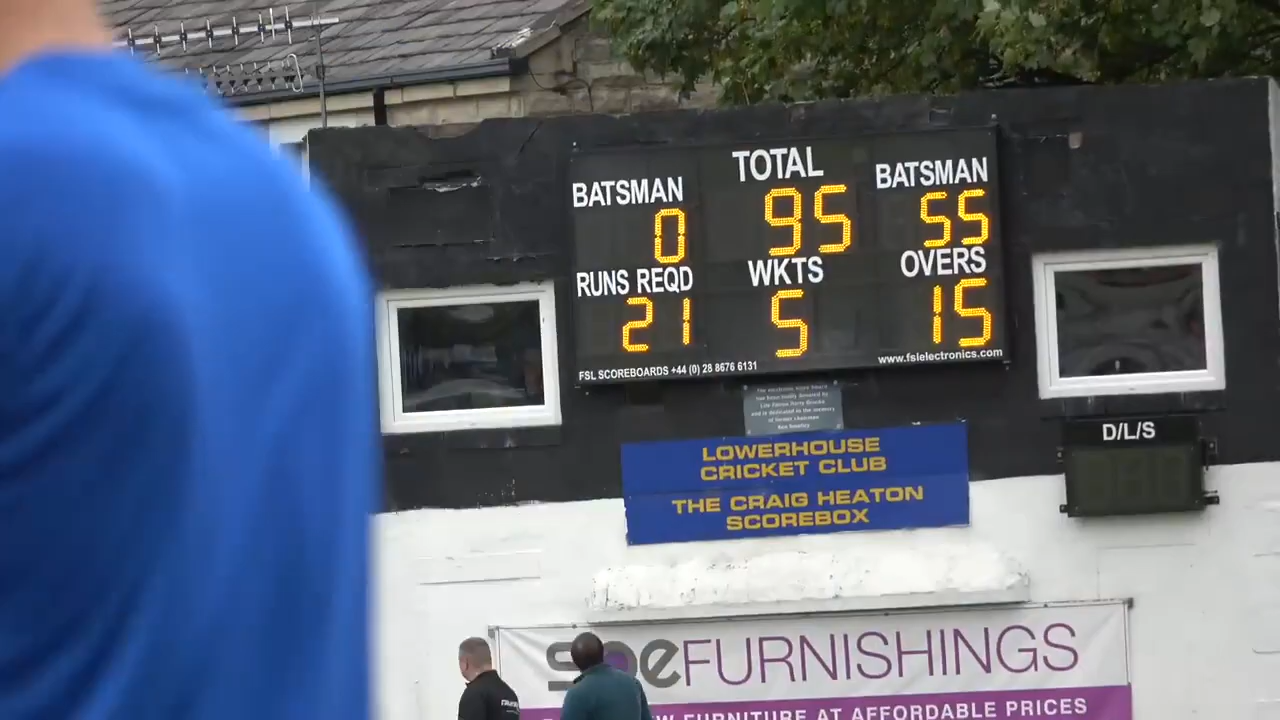 BATSMAN TOTAL BATSMAN
0 95 55
RUNS REQD WKTS OVERS
21 5 15
FSL SCOREBOARDS +44 (0) 28 8676 6131 www.fslelectronics.com
D/L/S
LOWERHOUSE
CRICKET CLUB
THE CRAIG HEATON
SCOREBOX
FURNISHINGS
FURNITURE AT AFFORDABLE PRICES